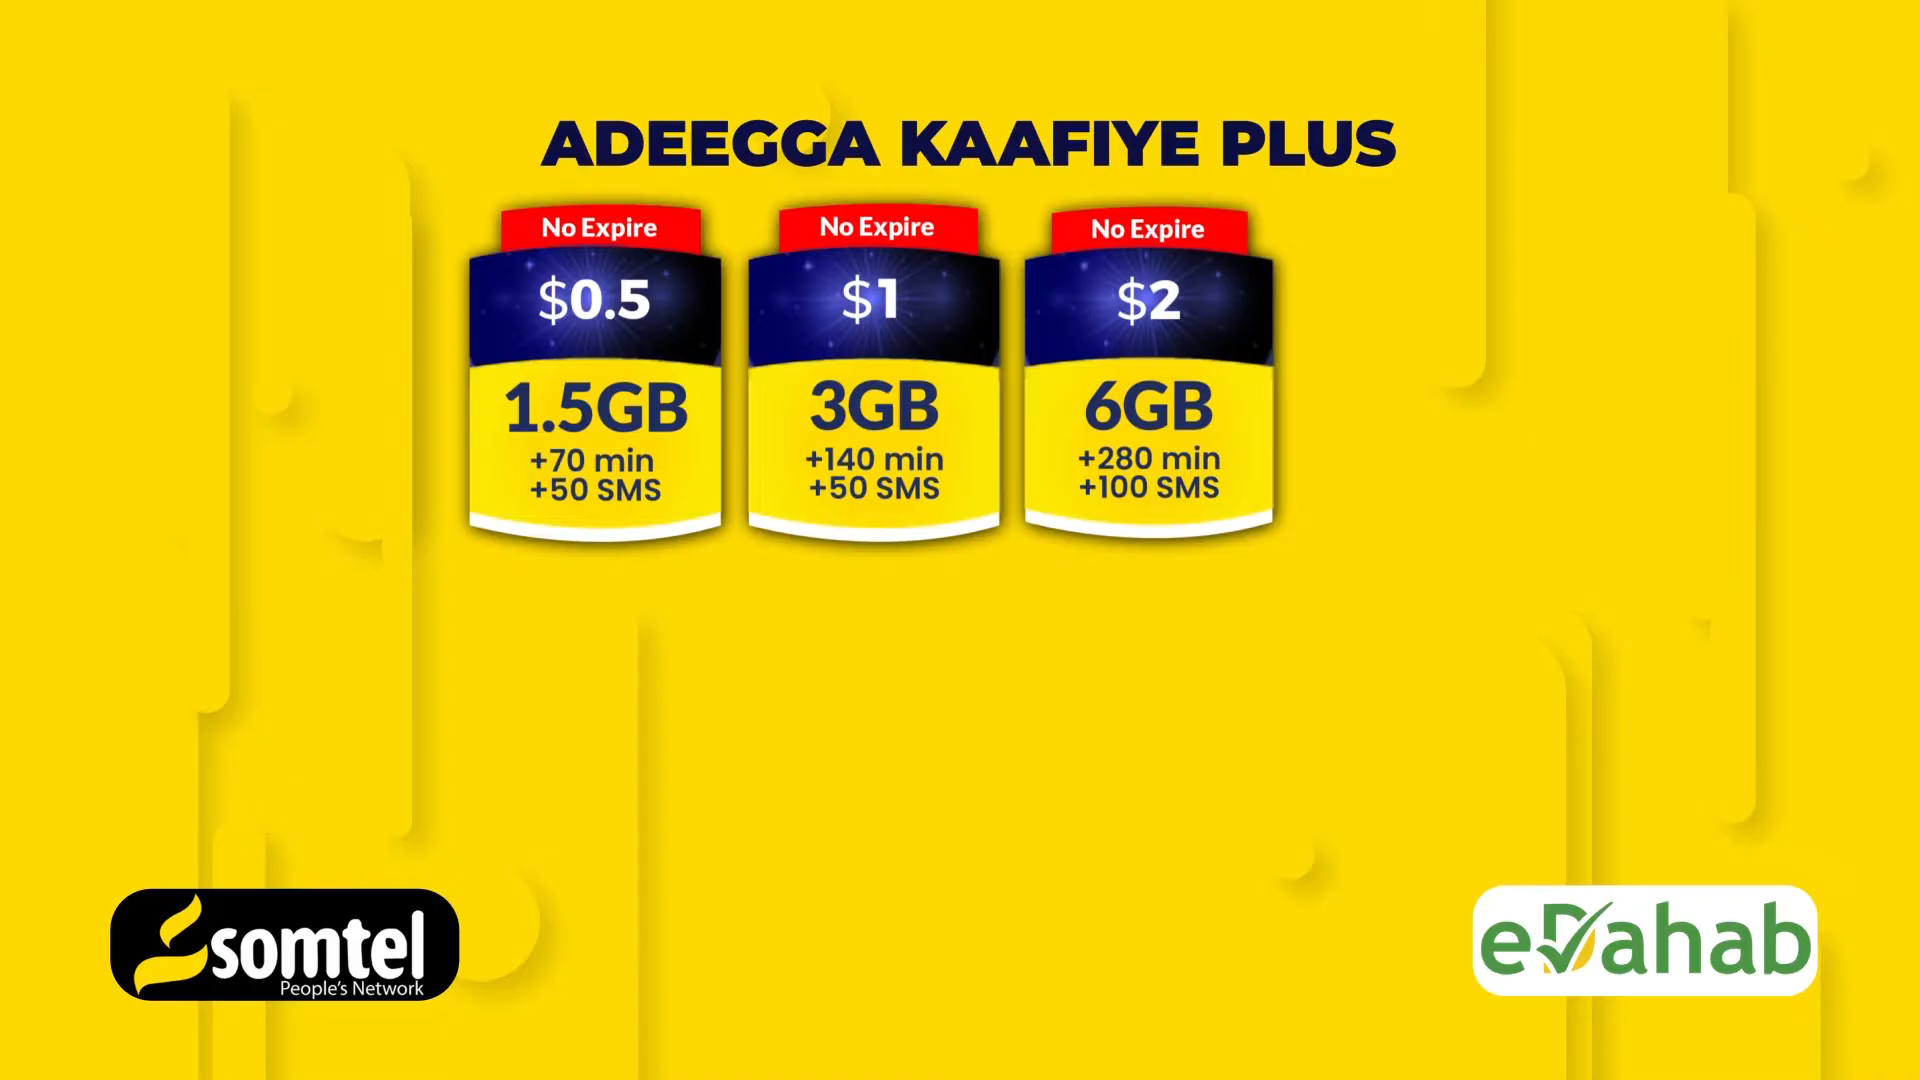 ADEEGGA KAAFIYE PLUS
No Expire
$0.5
1.5GB
+70 min
+50 SMS
No Expire
$1
3GB
+140 min
+50 SMS
No Expire
$2
6GB
+280 min
+100 SMS
somtel
People's Network
eDahab